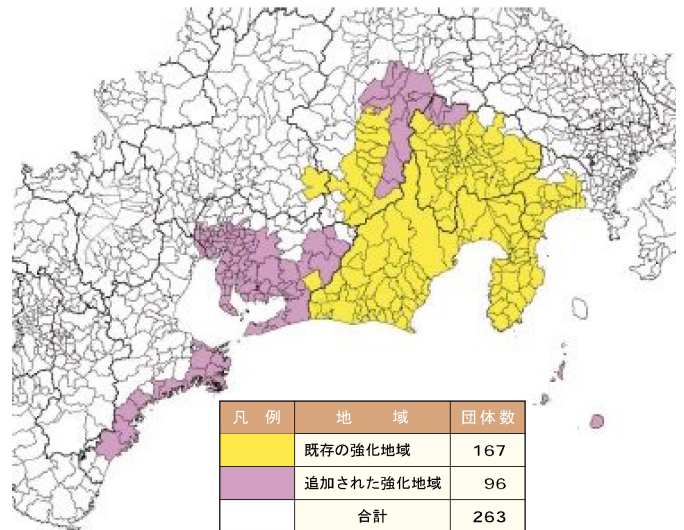 凡 例 地 域 団体数
既存の強化地域 167
追加された強化地域 96
合計 263